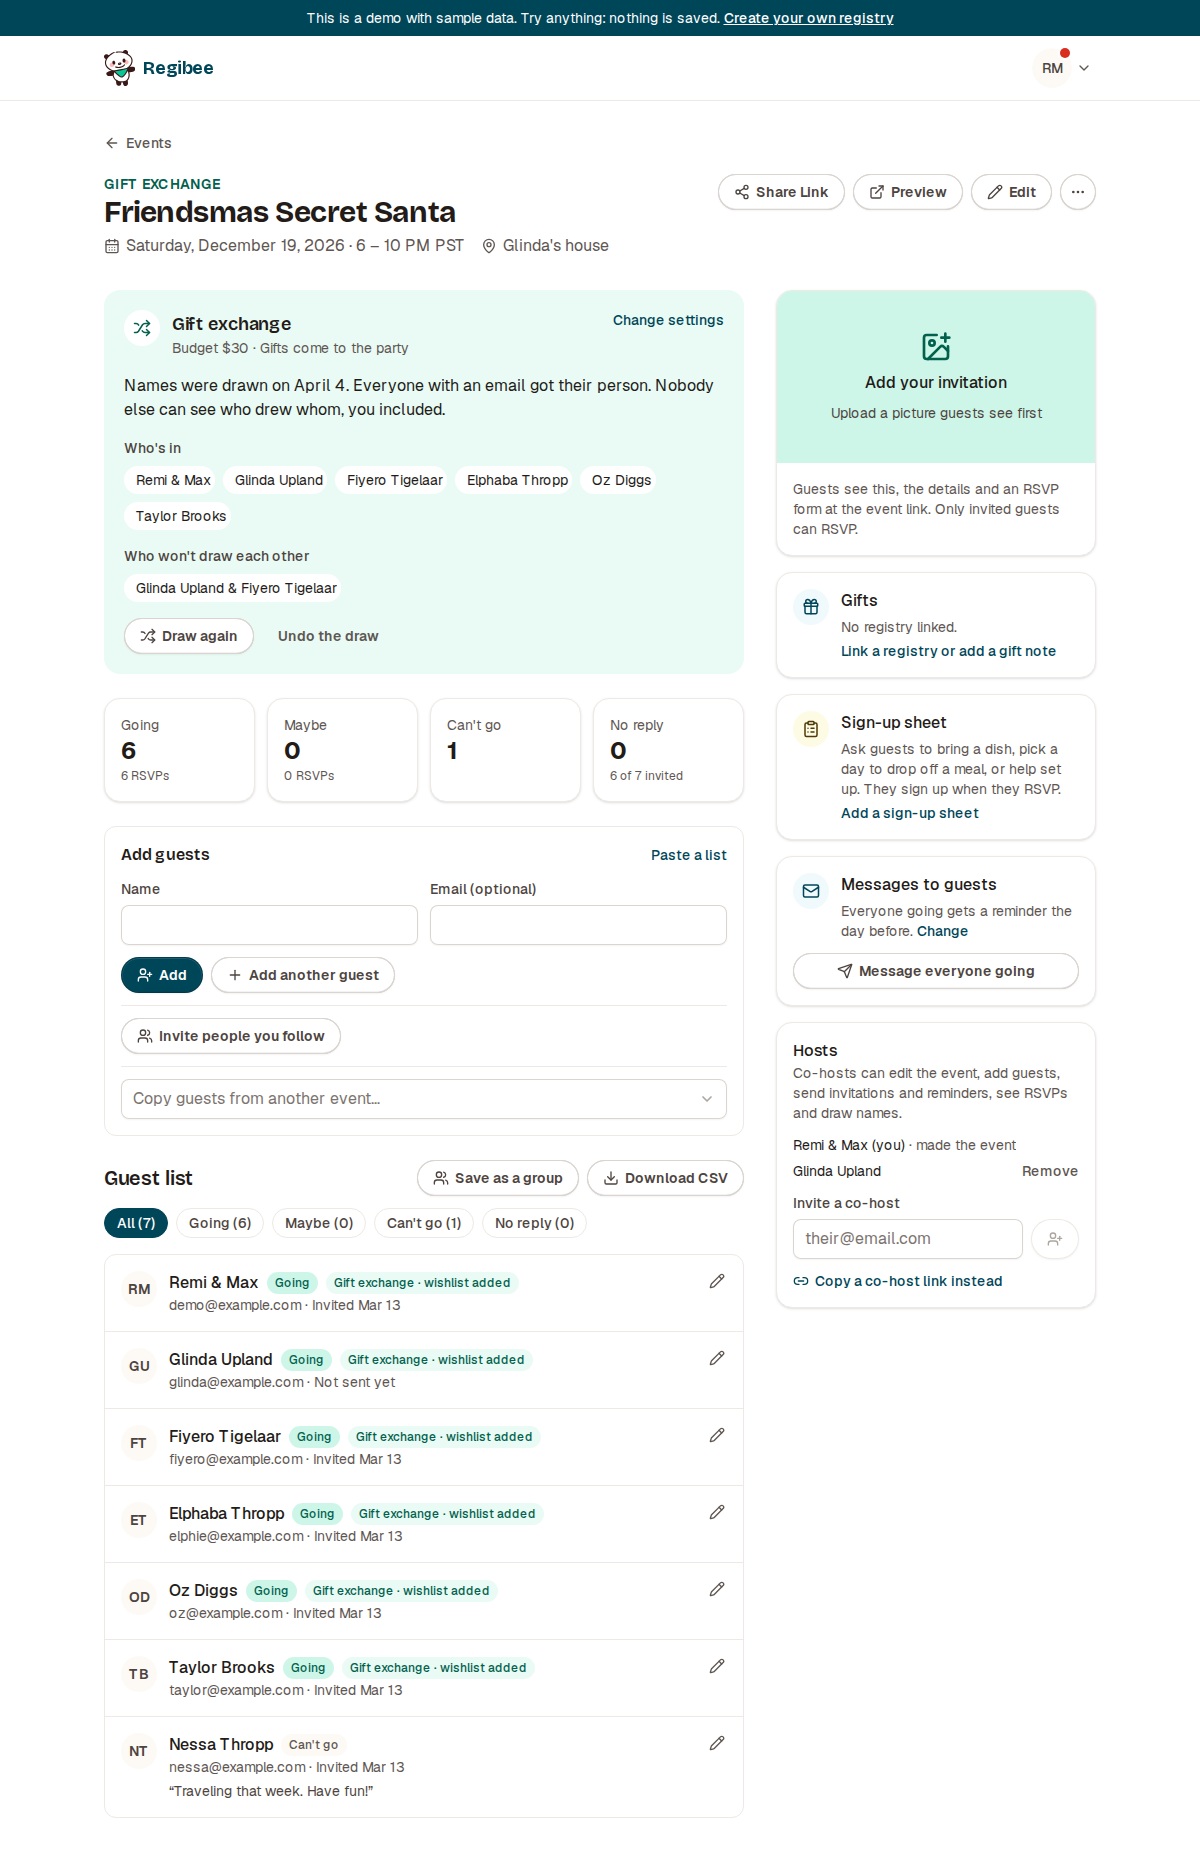 This is a demo with sample data. Try anything: nothing is saved. Create your own registry
Regibee
RM
Events
GIFT EXCHANGE
Friendsmas Secret Santa
Share Link
Preview
Edit
Saturday, December 19, 2026 · 6 – 10 PM PST
Glinda's house
Gift exchange
Change settings
Budget $30 · Gifts come to the party
Names were drawn on April 4. Everyone with an email got their person. Nobody
else can see who drew whom, you included.
Who's in
Remi & Max
Glinda Upland
Fiyero Tigelaar
Elphaba Thropp
Oz Diggs
Taylor Brooks
Who won't draw each other
Glinda Upland & Fiyero Tigelaar
Draw again
Undo the draw
Going
6
6 RSVPs
Maybe
0
0 RSVPs
Can't go
1
No reply
0
6 of 7 invited
Add guests
Paste a list
Name
Email (optional)
Add
Add another guest
Invite people you follow
Copy guests from another event...
Guest list
Save as a group
Download CSV
All (7)
Going (6)
Maybe (0)
Can't go (1)
No reply (0)
RM
Remi & Max
Going
Gift exchange · wishlist added
demo@example.com · Invited Mar 13
GU
Glinda Upland
Going
Gift exchange · wishlist added
glinda@example.com · Not sent yet
FT
Fiyero Tigelaar
Going
Gift exchange · wishlist added
fiyero@example.com · Invited Mar 13
ET
Elphaba Thropp
Going
Gift exchange · wishlist added
elphie@example.com · Invited Mar 13
OD
Oz Diggs
Going
Gift exchange · wishlist added
oz@example.com · Invited Mar 13
TB
Taylor Brooks
Going
Gift exchange · wishlist added
taylor@example.com · Invited Mar 13
NT
Nessa Thropp
Can't go
nessa@example.com · Invited Mar 13
“Traveling that week. Have fun!”
Add your invitation
Upload a picture guests see first
Guests see this, the details and an RSVP
form at the event link. Only invited guests
can RSVP.
Gifts
No registry linked.
Link a registry or add a gift note
Sign-up sheet
Ask guests to bring a dish, pick a
day to drop off a meal, or help set
up. They sign up when they RSVP.
Add a sign-up sheet
Messages to guests
Everyone going gets a reminder the
day before. Change
Message everyone going
Hosts
Co-hosts can edit the event, add guests,
send invitations and reminders, see RSVPs
and draw names.
Remi & Max (you) · made the event
Glinda Upland
Remove
Invite a co-host
their@email.com
Copy a co-host link instead